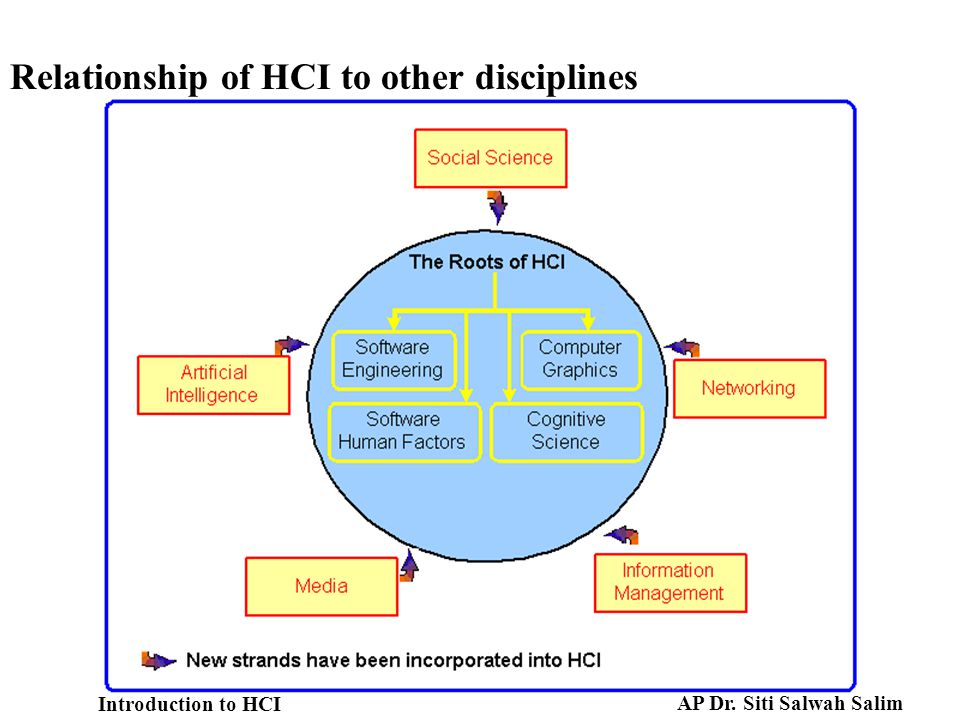 Relationship of HCI to other disciplines
Social Science
The Roots of HCI
Software
Engineering
Computer
Graphics
Artificial
Intelligence
Networking
Software
Human Factors
Cognitive
Science
Media
Information
Management
New strands have been incorporated into HCI
Introduction to HCI
AP Dr. Siti Salwah Salim